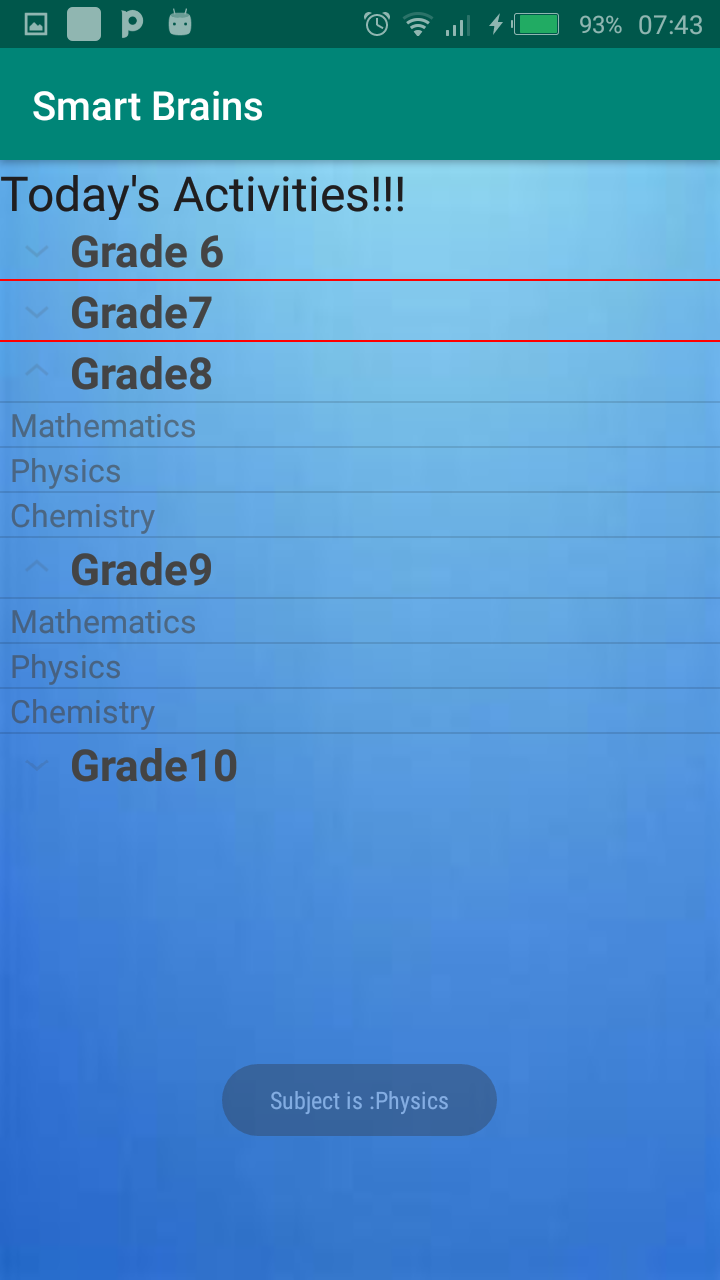 93% 07:43
Smart Brains
Today's Activities!!!
Grade 6
Grade7
Grade8
Mathematics
Physics
Chemistry
Grade9
Mathematics
Physics
Chemistry
Grade10
Subject is :Physics